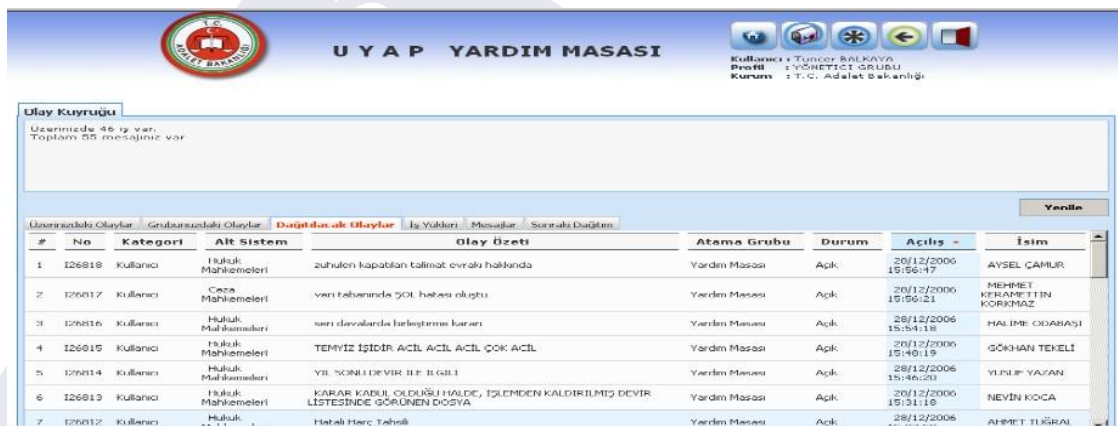 T.C.
ADALET BAKANLIĞI
UYAP YARDIM MASASI
Kullanıcı : Tuncer BALKAYA
Profil : YÖNETİCİ GRUBU
Kurum : T.C. Adalet Bakanlığı
Olay Kuyruğu
Üzerinizde 46 iş var.
Toplam 55 mesajınız var
Yenile
Üzerinizdeki Olaylar Grubunuzdaki Olaylar Dağıtılacak Olaylar İş Yükleri Mesajlar Sonraki Dağıtım
# No Kategori Alt Sistem Olay Özeti Atama Grubu Durum Açılış İsim
1 I26818 Kullanıcı Hukuk Mahkemeleri zuhulen kapatılan talimat evrakı hakkında Yardım Masası Açık 28/12/2006 15:56:47 AYSEL ÇAMUR
2 I26817 Kullanıcı Ceza Mahkemeleri veri tabanında SQL hatası oluştu Yardım Masası Açık 28/12/2006 15:56:21 MEHMET KERAMETTİN KORKMAZ
3 I26816 Kullanıcı Hukuk Mahkemeleri seri davalarda birleştirme kararı Yardım Masası Açık 28/12/2006 15:54:18 HALİME ODABAŞI
4 I26815 Kullanıcı Hukuk Mahkemeleri TEMYİZ İŞİDİR ACİL ACİL ACİL ÇOK ACİL Yardım Masası Açık 28/12/2006 15:48:19 GÖKHAN TEKELİ
5 I26814 Kullanıcı Hukuk Mahkemeleri YIL SONU DEVİR İLE İLGİLİ Yardım Masası Açık 28/12/2006 15:46:20 YUSUF YAZAN
6 I26813 Kullanıcı Hukuk Mahkemeleri KARAR KABUL OLDUĞU HALDE, İŞLEMDEN KALDIRILMIŞ DEVİR LİSTESİNDE GÖRÜNEN DOSYA Yardım Masası Açık 28/12/2006 15:31:18 NEVİN KOCA
7 I26812 Kullanıcı Hukuk Hatalı Harç Tahsili Yardım Masası Açık 28/12/2006 AHMET TUĞRAL